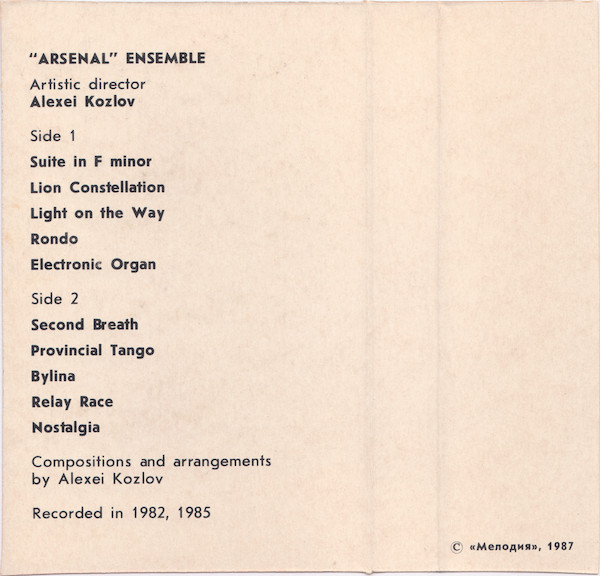 "ARSENAL" ENSEMBLE
Artistic director
Alexei Kozlov
Side 1
Suite in F minor
Lion Constellation
Light on the Way
Rondo
Electronic Organ
Side 2
Second Breath
Provincial Tango
Bylina
Relay Race
Nostalgia
Compositions and arrangements
by Alexei Kozlov
Recorded in 1982, 1985
© «Мелодия», 1987